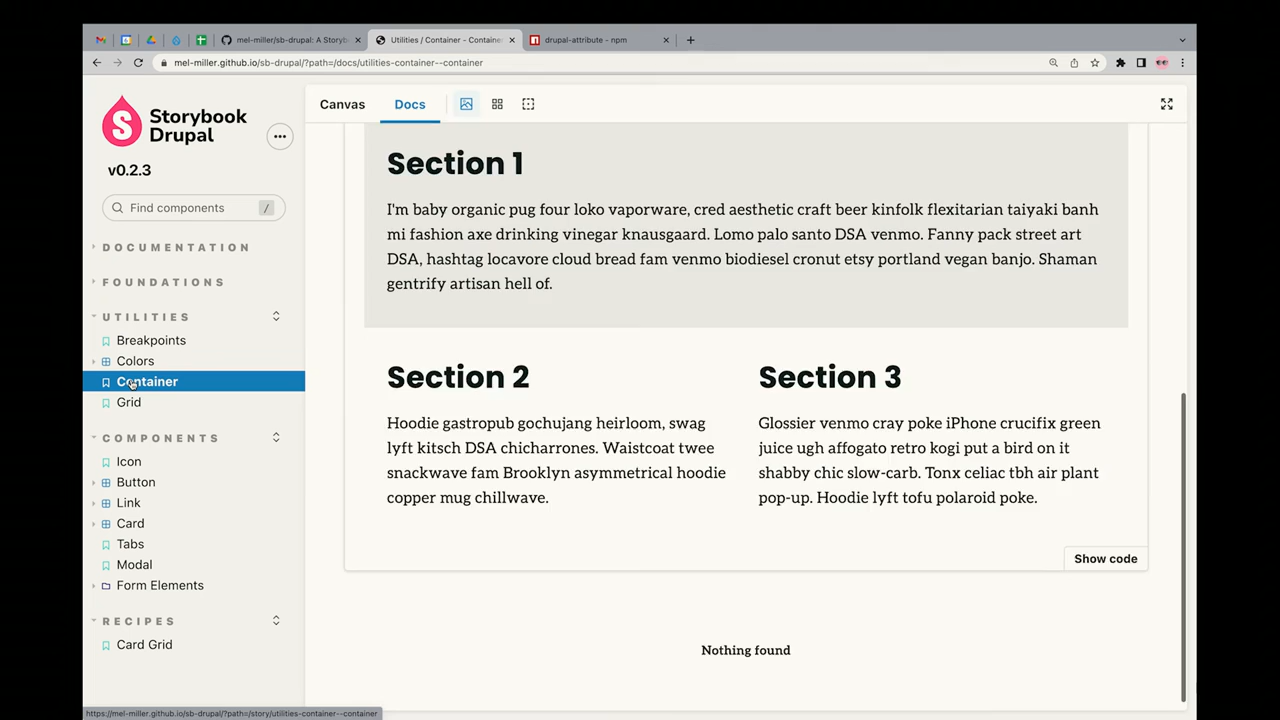 mel-miller/sb-drupal: A Storyb
Utilities / Container - Containe
drupal-attribute - npm
mel-miller.github.io/sb-drupal/?path=/docs/utilities-container--container
Storybook
Drupal
v0.2.3
Find components
/
DOCUMENTATION
FOUNDATIONS
UTILITIES
Breakpoints
Colors
Container
Grid
COMPONENTS
Icon
Button
Link
Card
Tabs
Modal
Form Elements
RECIPES
Card Grid
Canvas
Docs
Section 1
I'm baby organic pug four loko vaporware, cred aesthetic craft beer kinfolk flexitarian taiyaki banh
mi fashion axe drinking vinegar knausgaard. Lomo palo santo DSA venmo. Fanny pack street art
DSA, hashtag locavore cloud bread fam venmo biodiesel cronut etsy portland vegan banjo. Shaman
gentrify artisan hell of.
Section 2
Hoodie gastropub gochujang heirloom, swag
lyft kitsch DSA chicharrones. Waistcoat twee
snackwave fam Brooklyn asymmetrical hoodie
copper mug chillwave.
Section 3
Glossier venmo cray poke iPhone crucifix green
juice ugh affogato retro kogi put a bird on it
shabby chic slow-carb. Tonx celiac tbh air plant
pop-up. Hoodie lyft tofu polaroid poke.
Show code
Nothing found
https://mel-miller.github.io/sb-drupal/?path=/story/utilities-container--container